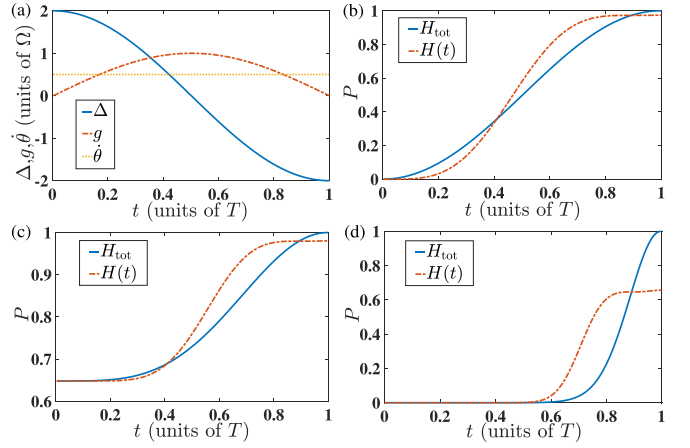 (a)
Δ,g,θ̇ (units of Ω)
2
1
0
-1
-2
Δ
g
θ̇
0 0.2 0.4 0.6 0.8 1
t (units of T)
(b)
P
1
0.8
0.6
0.4
0.2
0
H_tot
H(t)
0 0.2 0.4 0.6 0.8 1
t (units of T)
(c)
P
1
0.9
0.8
0.7
0.6
H_tot
H(t)
0 0.2 0.4 0.6 0.8 1
t (units of T)
(d)
P
1
0.8
0.6
0.4
0.2
0
H_tot
H(t)
0 0.2 0.4 0.6 0.8 1
t (units of T)